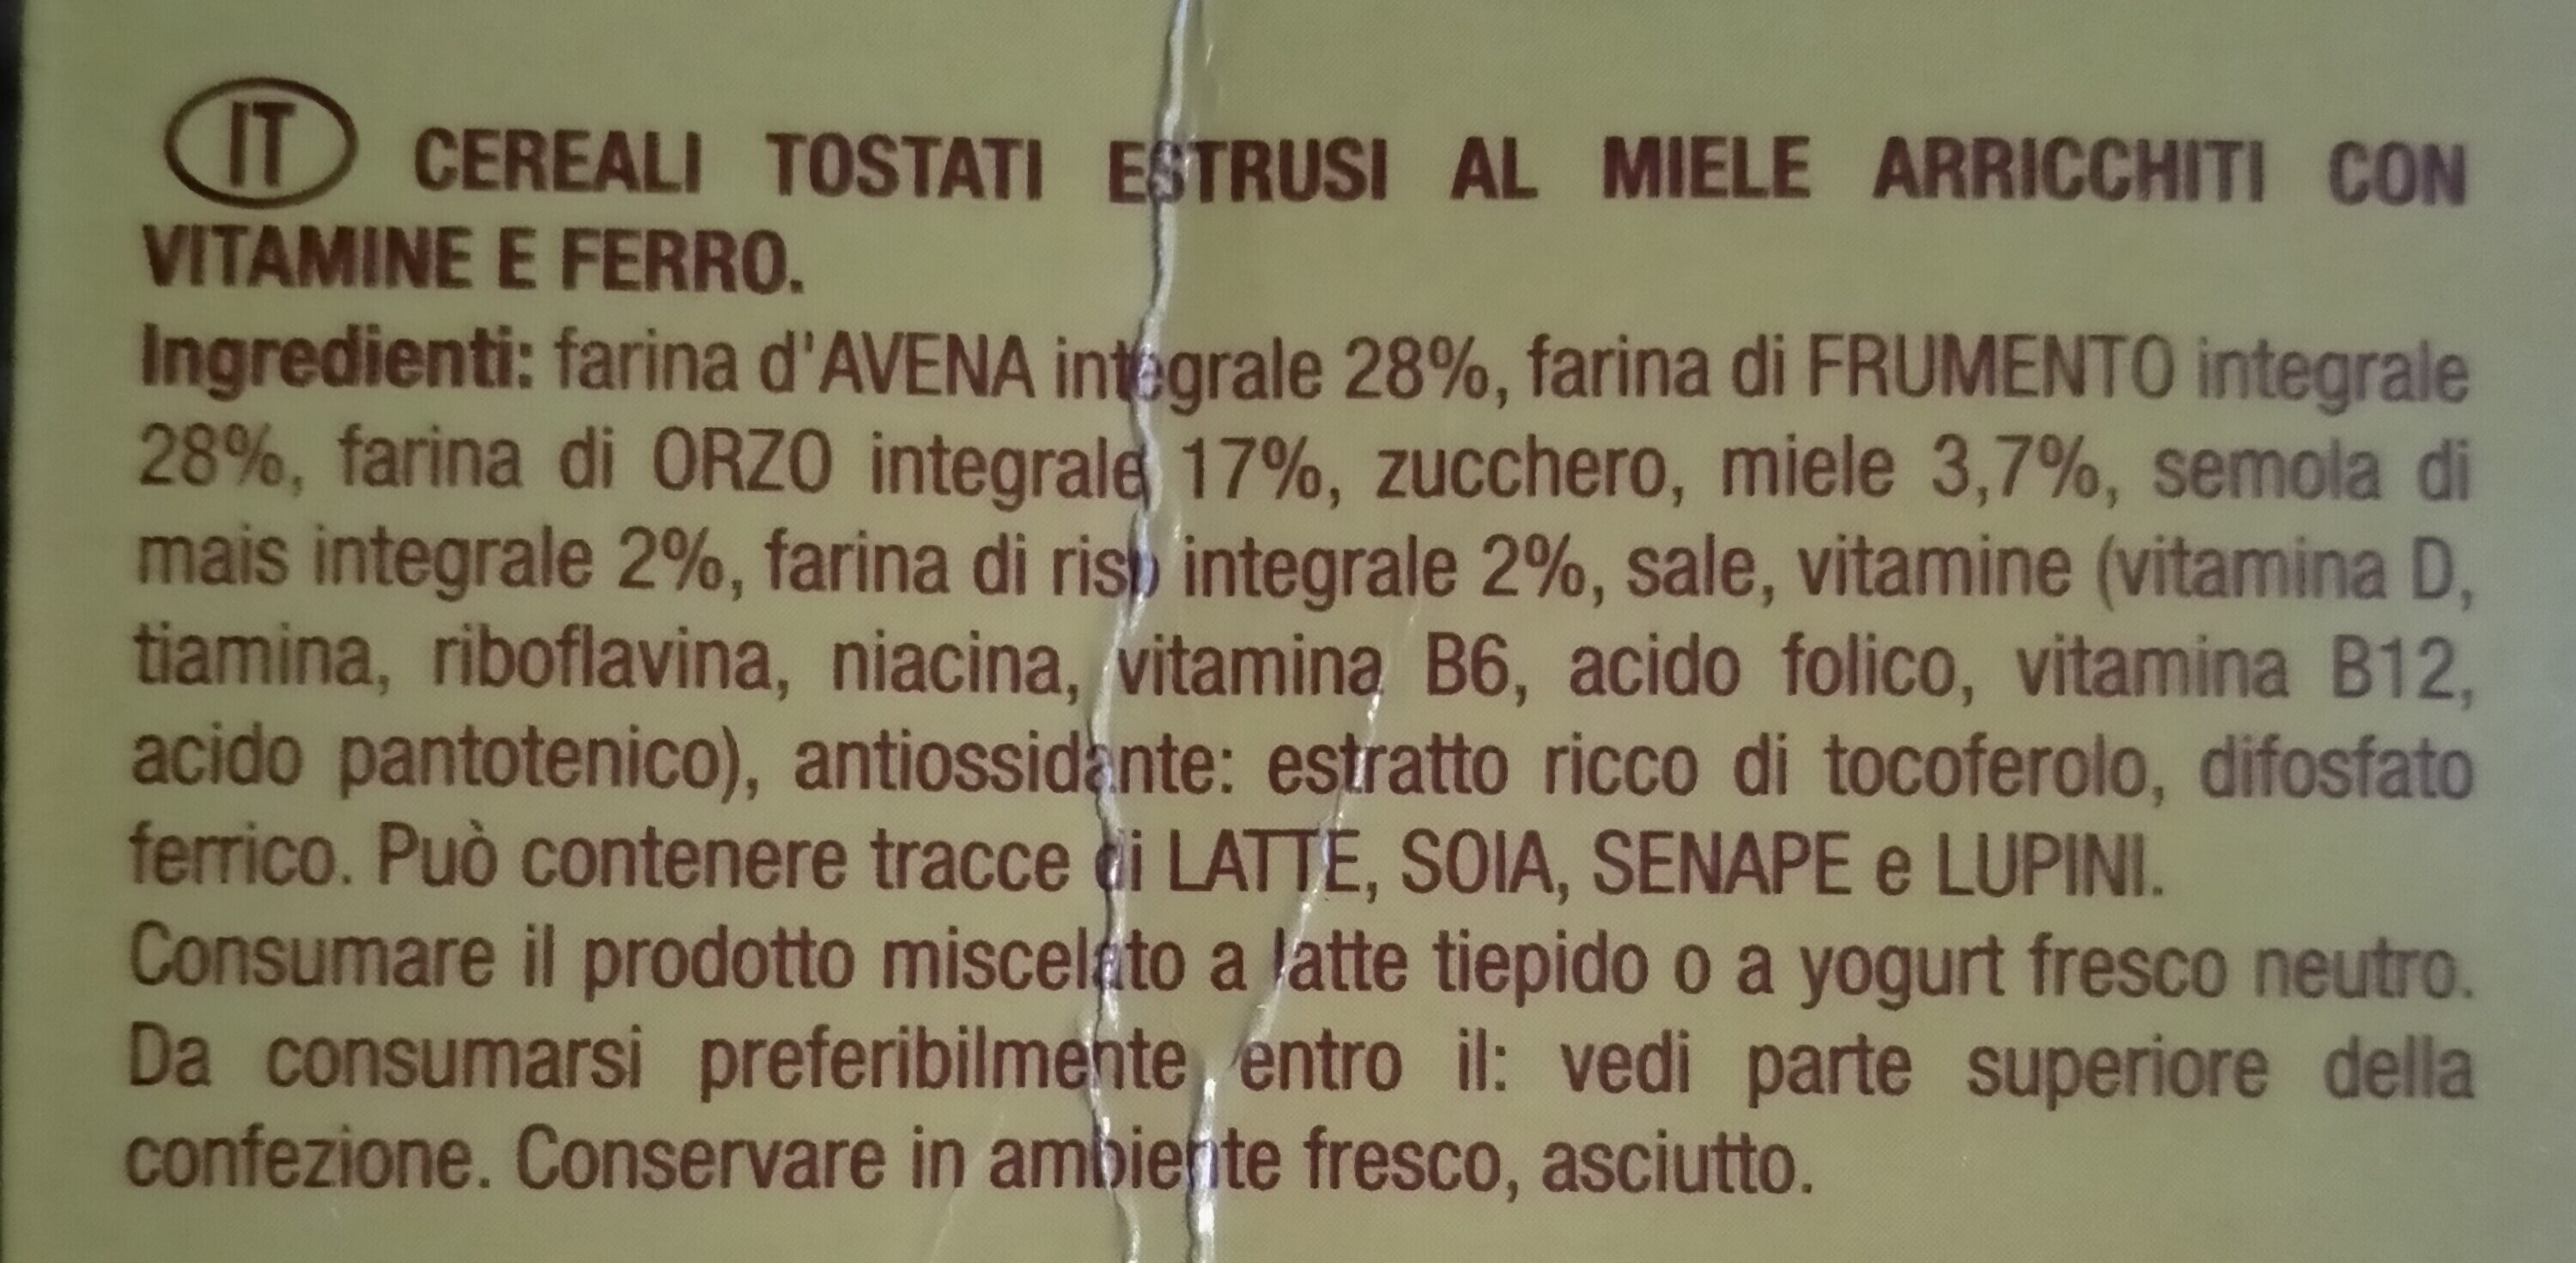 IT CEREALI TOSTATI ESTRUSI AL MIELE ARRICCHITI CON
VITAMINE E FERRO.
Ingredienti: farina d'AVENA integrale 28%, farina di FRUMENTO integrale
28%, farina di ORZO integrale 17%, zucchero, miele 3,7%, semola di
mais integrale 2%, farina di riso integrale 2%, sale, vitamine (vitamina D,
tiamina, riboflavina, niacina, vitamina B6, acido folico, vitamina B12,
acido pantotenico), antiossidante: estratto ricco di tocoferolo, difosfato
ferrico. Può contenere tracce di LATTE, SOIA, SENAPE e LUPINI.
Consumare il prodotto miscelato a latte tiepido o a yogurt fresco neutro.
Da consumarsi preferibilmente entro il: vedi parte superiore della
confezione. Conservare in ambiente fresco, asciutto.